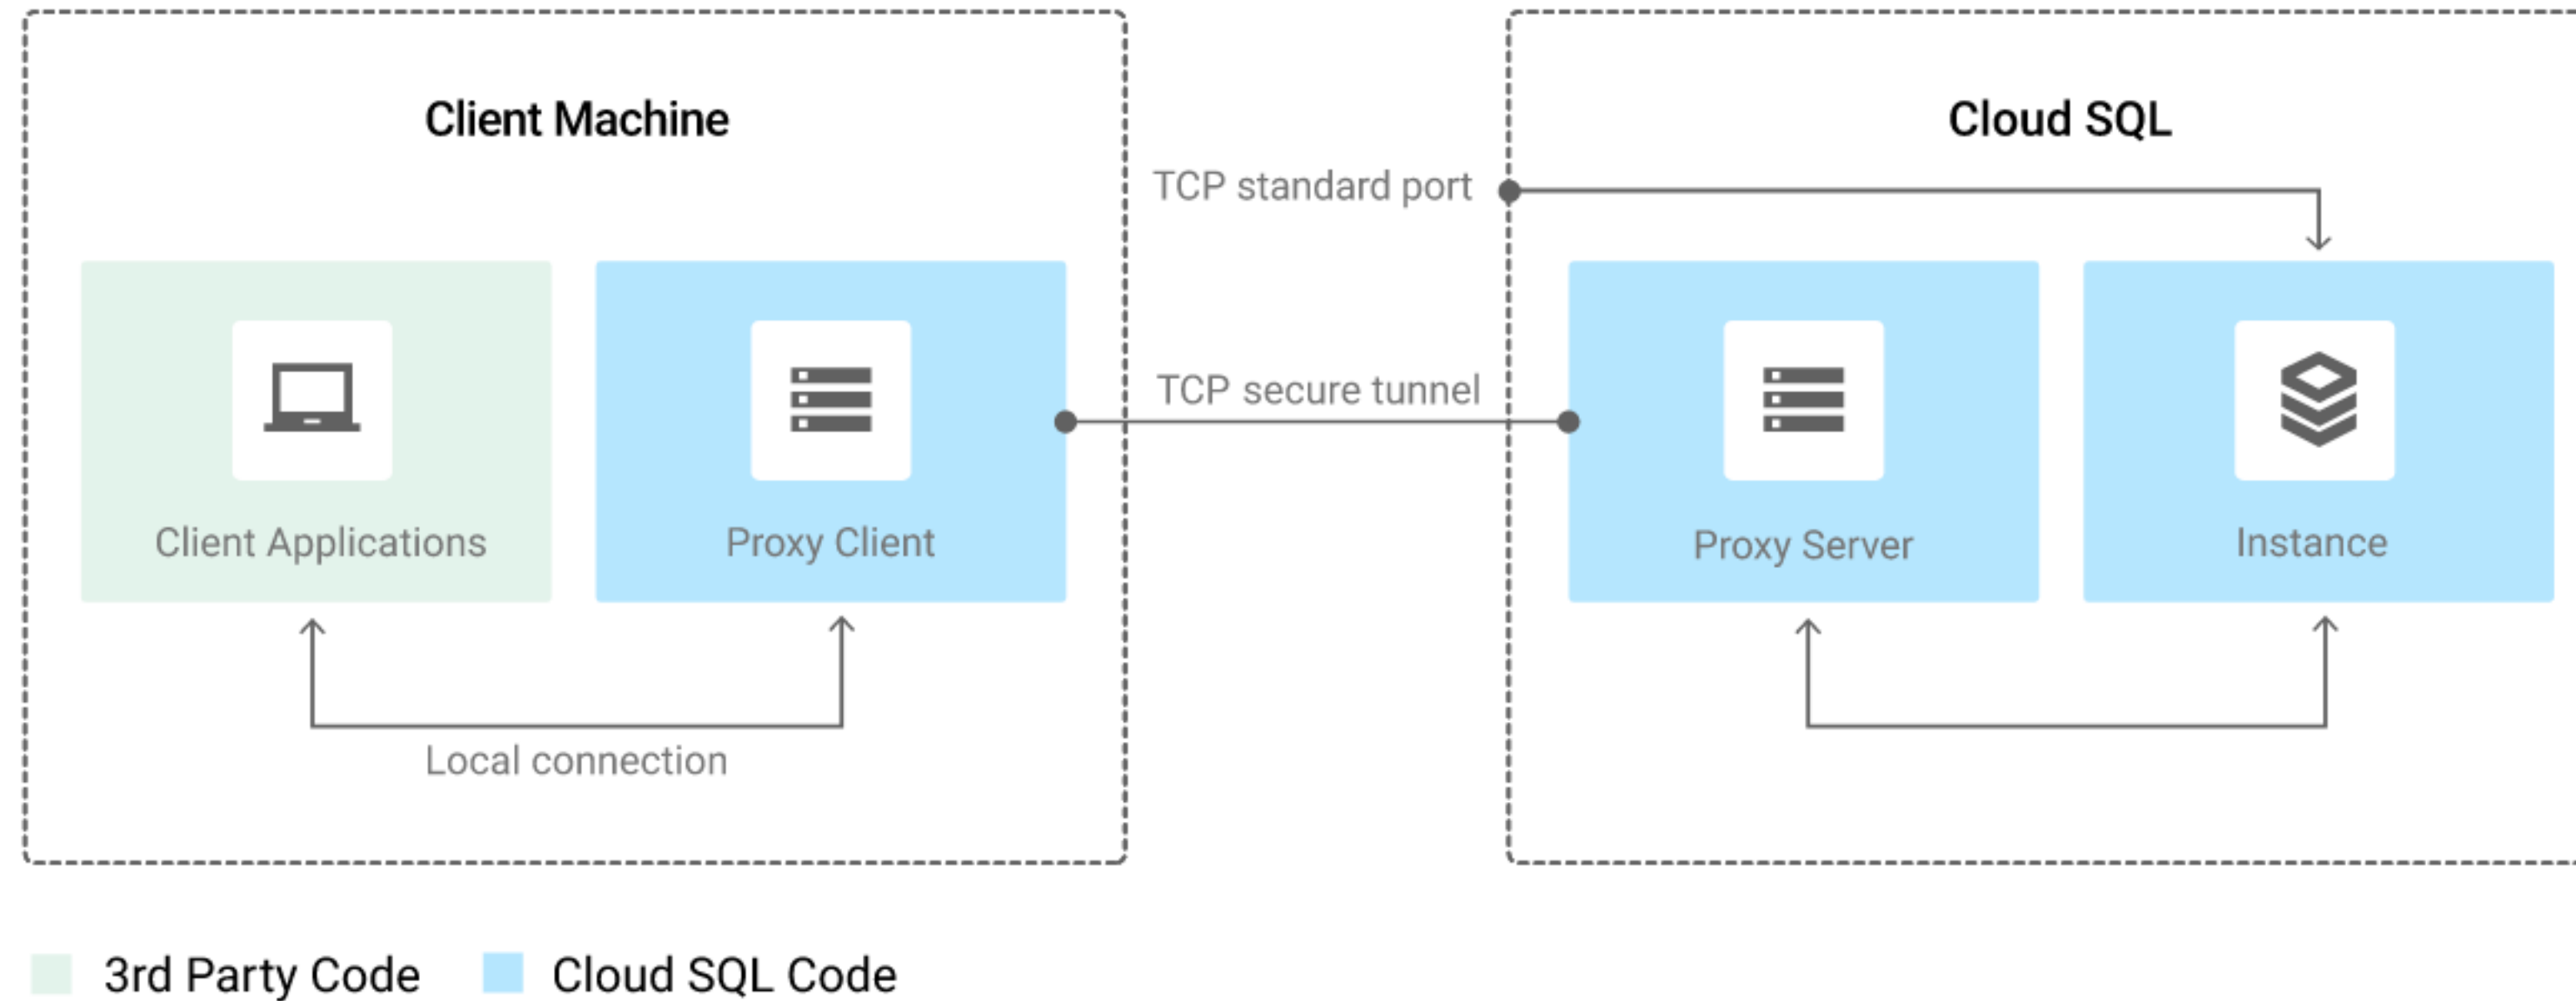 Client Machine
Cloud SQL
TCP standard port
TCP secure tunnel
Client Applications
Proxy Client
Proxy Server
Instance
Local connection
3rd Party Code
Cloud SQL Code